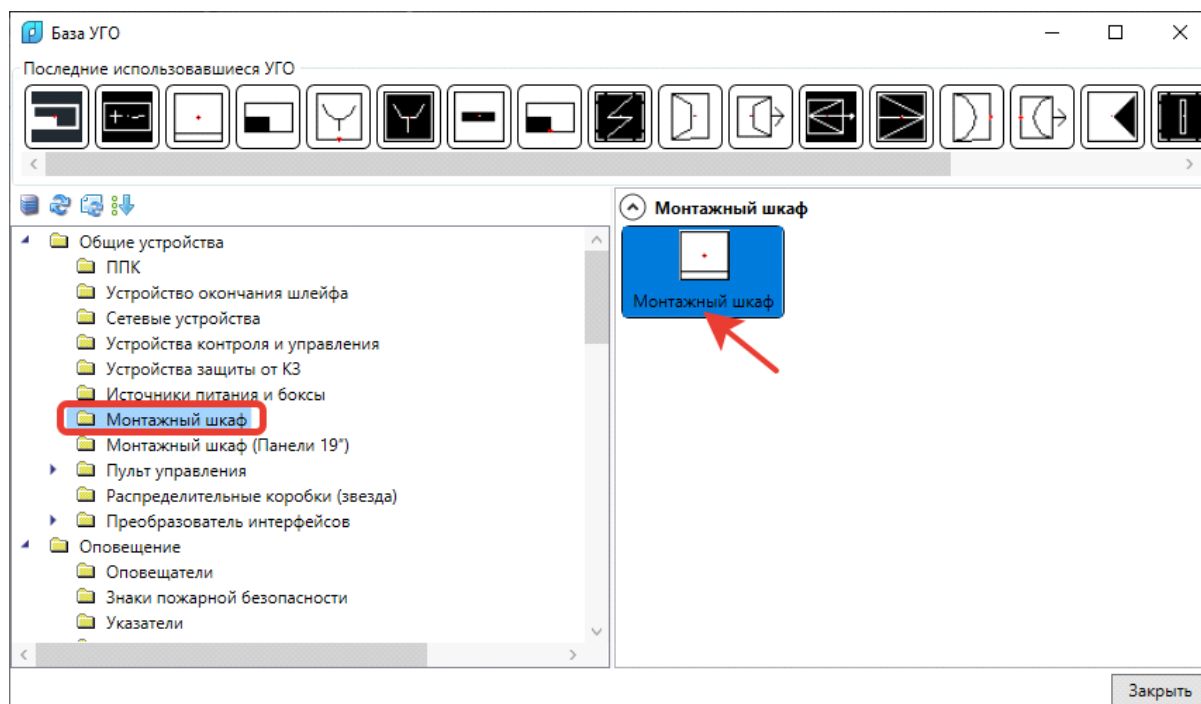 База УГО
Последние использовавшиеся УГО
Общие устройства
ППК
Устройство окончания шлейфа
Сетевые устройства
Устройства контроля и управления
Устройства защиты от КЗ
Источники питания и боксы
Монтажный шкаф
Монтажный шкаф (Панели 19")
Пульт управления
Распределительные коробки (звезда)
Преобразователь интерфейсов
Оповещение
Оповещатели
Знаки пожарной безопасности
Указатели
Монтажный шкаф
Монтажный шкаф
Закрыть